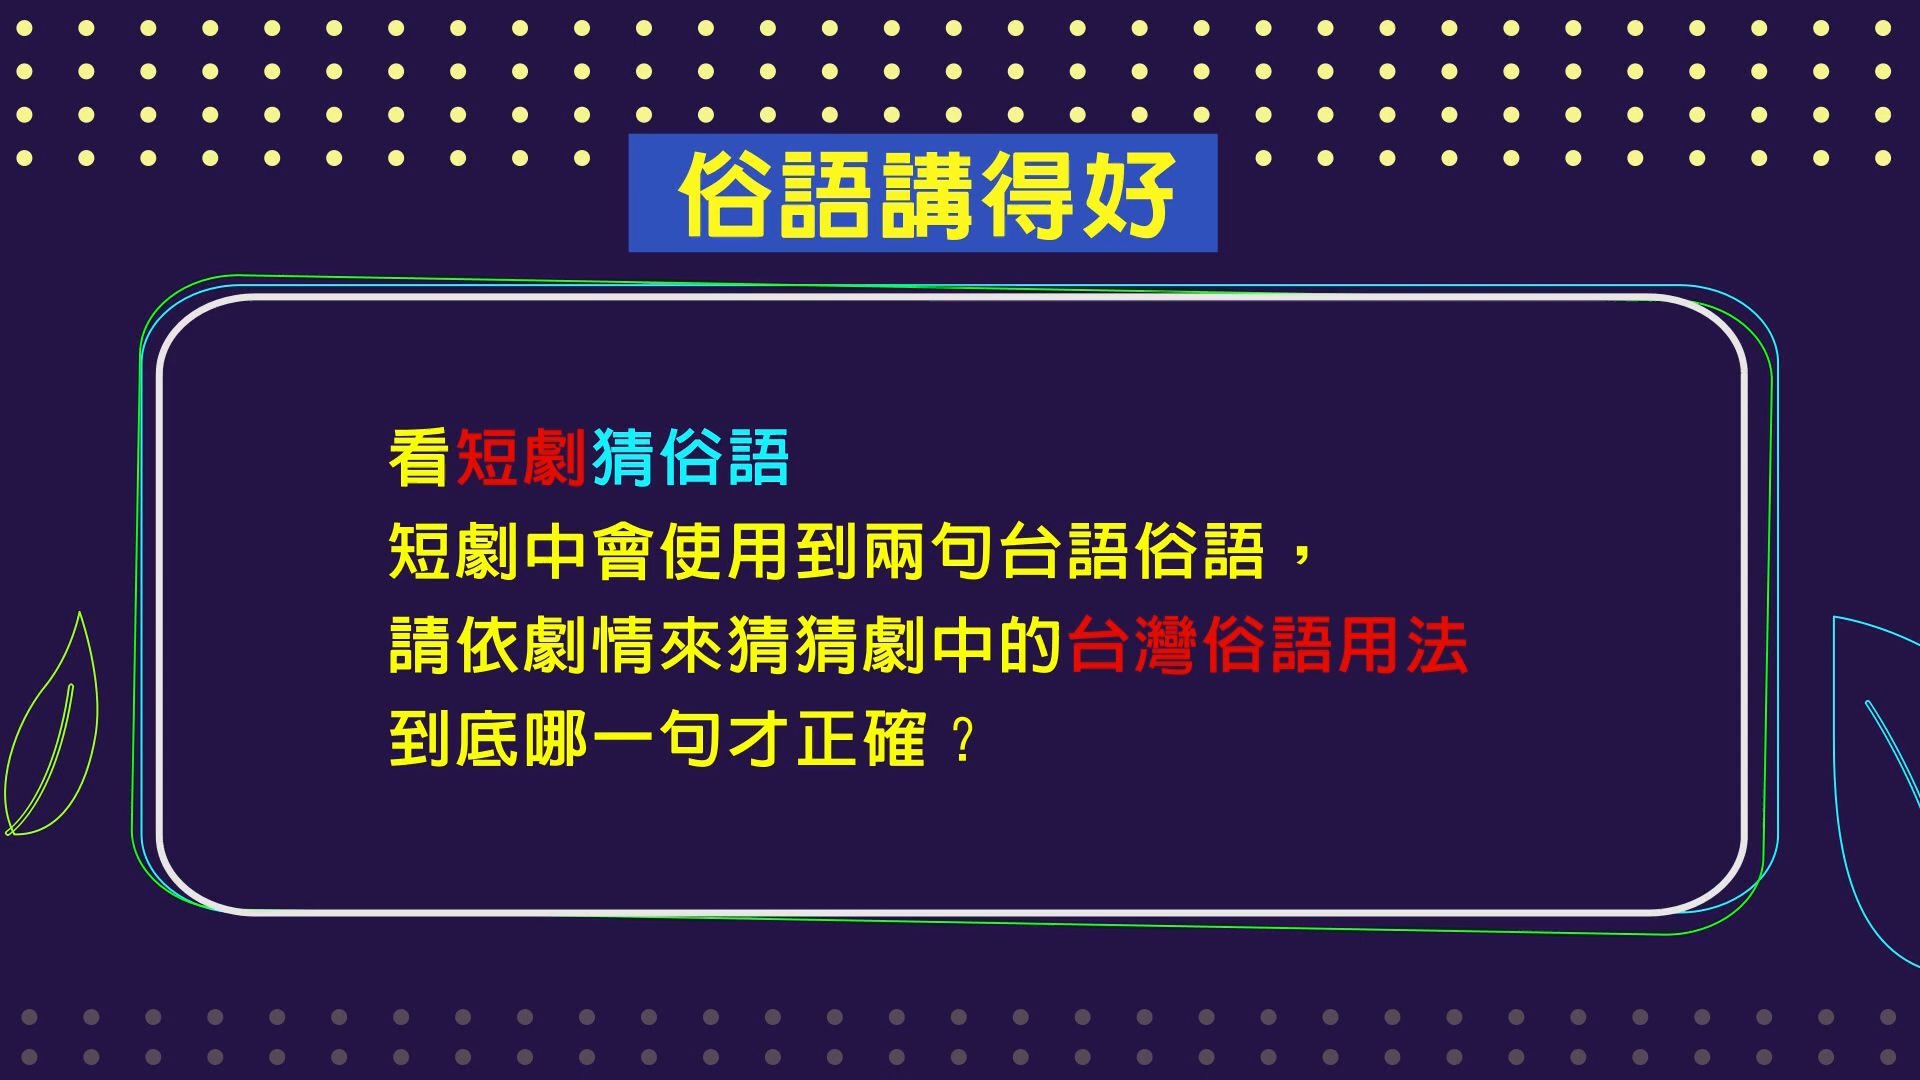 俗語講得好
看短劇猜俗語
短劇中會使用到兩句台語俗語，
請依劇情來猜猜劇中的台灣俗語用法
到底哪一句才正確？